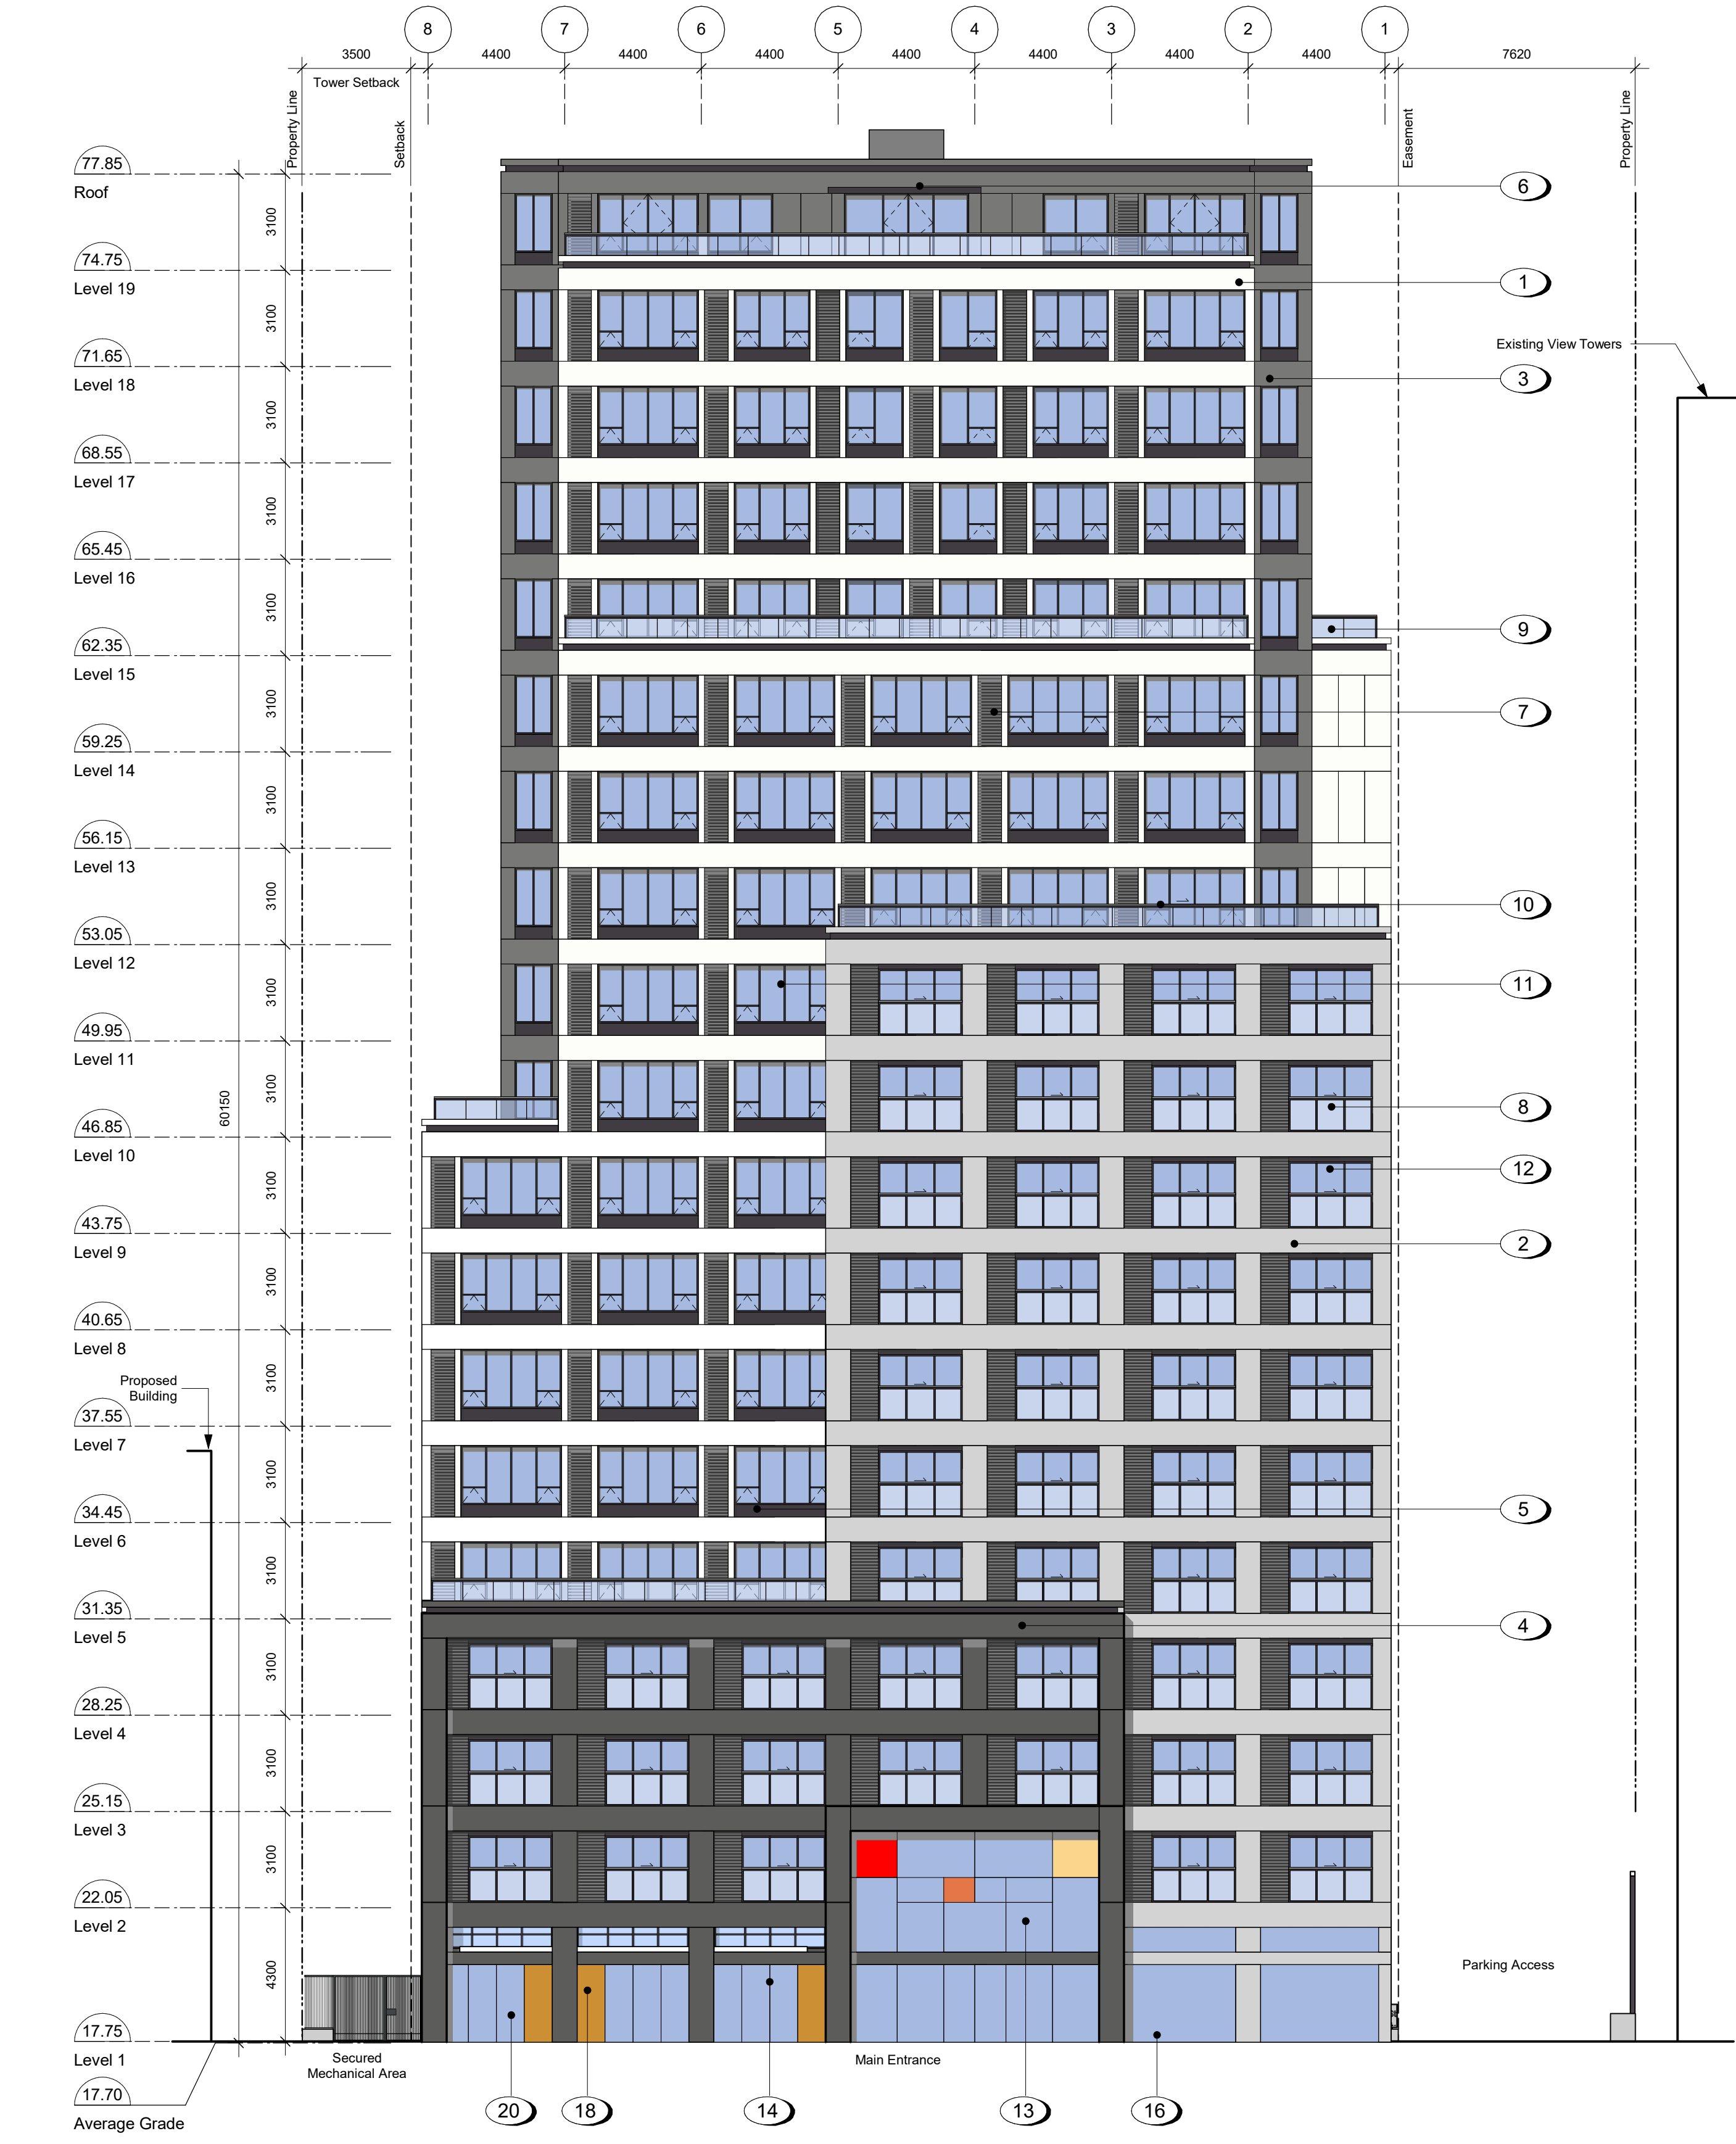 8 7 6 5 4 3 2 1
3500 4400 4400 4400 4400 4400 4400 4400 7620
Tower Setback
Property Line
Setback
Easement
Property Line
77.85
Roof
6
3100
74.75
Level 19
1
3100
Existing View Towers
71.65
Level 18
3
3100
68.55
Level 17
3100
65.45
Level 16
3100
9
62.35
Level 15
3100
7
59.25
Level 14
3100
56.15
Level 13
3100
10
53.05
Level 12
3100
11
49.95
Level 11
3100
60150
8
46.85
Level 10
3100
12
43.75
Level 9
2
3100
40.65
Level 8
3100
Proposed
Building
37.55
Level 7
3100
5
34.45
Level 6
3100
31.35
Level 5
4
3100
28.25
Level 4
3100
25.15
Level 3
3100
22.05
Level 2
4300
Parking Access
17.75
Level 1
Secured
Mechanical Area
Main Entrance
17.70
Average Grade
20 18 14 13 16